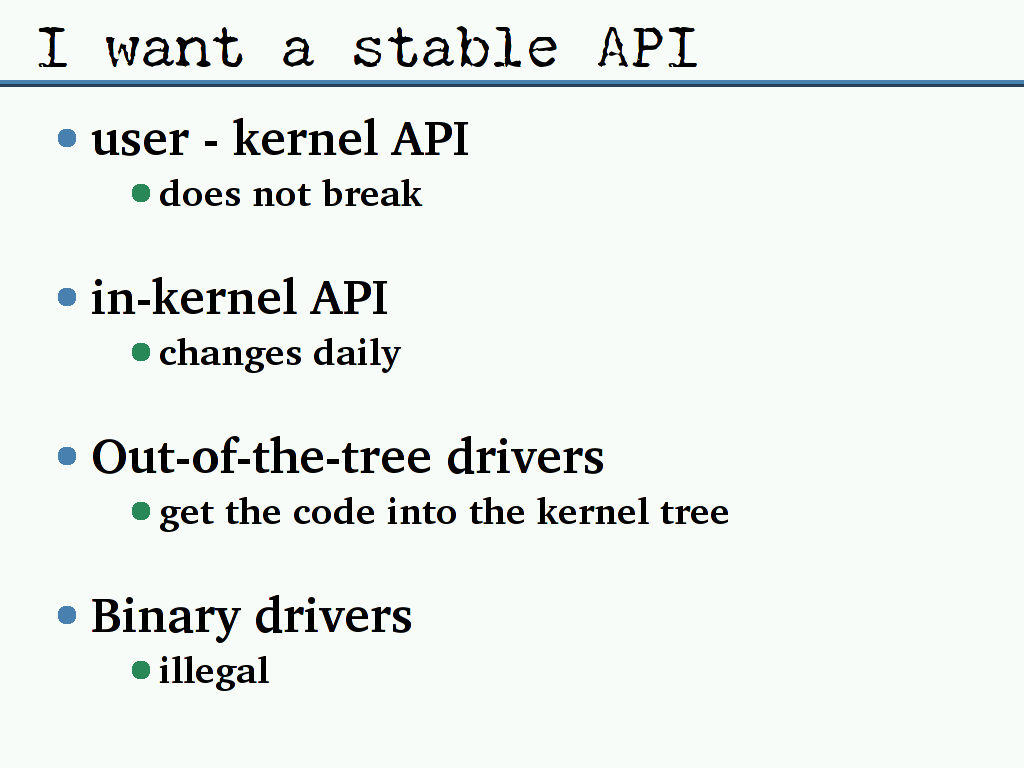 I want a stable API
user - kernel API
does not break
in-kernel API
changes daily
Out-of-the-tree drivers
get the code into the kernel tree
Binary drivers
illegal